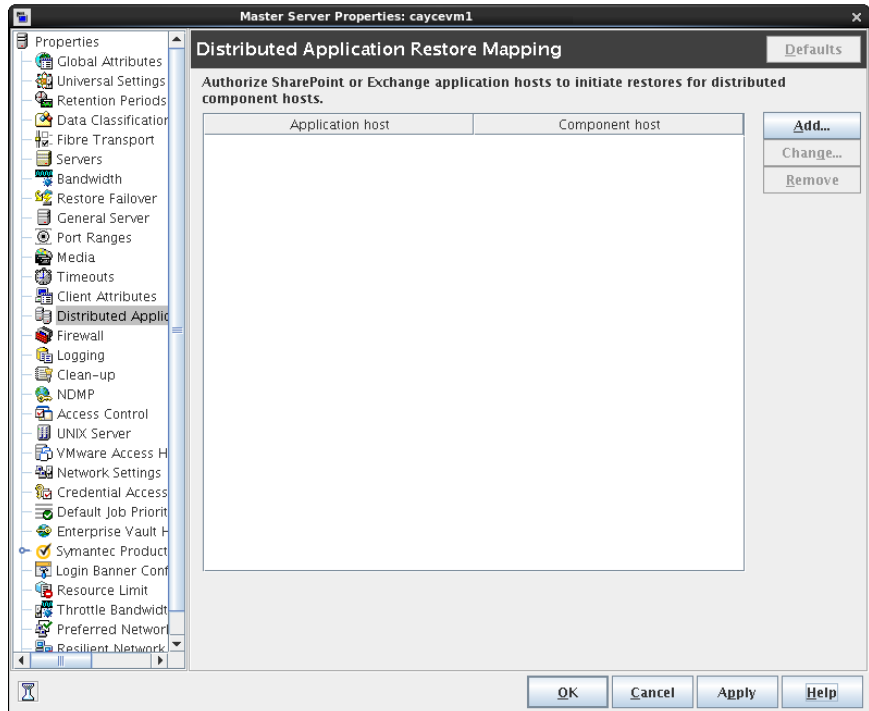 Master Server Properties: caycevm1
Properties
Global Attributes
Universal Settings
Retention Periods
Data Classification
Fibre Transport
Servers
Bandwidth
Restore Failover
General Server
Port Ranges
Media
Timeouts
Client Attributes
Distributed Applic
Firewall
Logging
Clean-up
NDMP
Access Control
UNIX Server
VMware Access H
Network Settings
Credential Access
Default Job Priorit
Enterprise Vault H
Symantec Product
Login Banner Conf
Resource Limit
Throttle Bandwidt
Preferred Networl
Resilient Network
Distributed Application Restore Mapping
Defaults
Authorize SharePoint or Exchange application hosts to initiate restores for distributed
component hosts.
Application host Component host
Add...
Change...
Remove
OK Cancel Apply Help